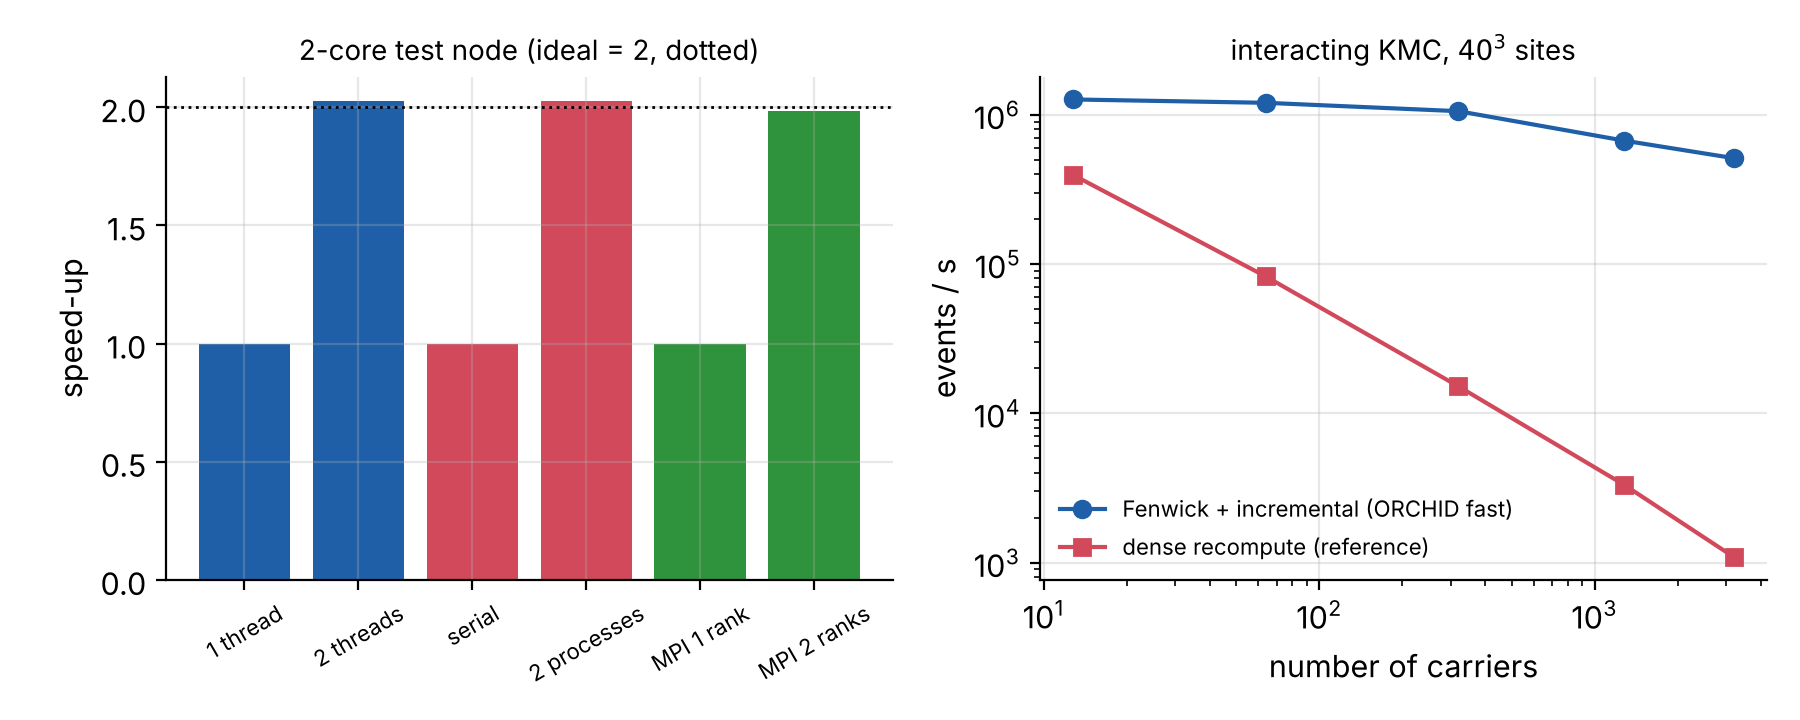 2-core test node (ideal = 2, dotted)
speed-up
2.0
1.5
1.0
0.5
0.0
1 thread
2 threads
serial
2 processes
MPI 1 rank
MPI 2 ranks
interacting KMC, 40³ sites
events / s
10⁶
10⁵
10⁴
10³
Fenwick + incremental (ORCHID fast)
dense recompute (reference)
10¹
10²
10³
number of carriers